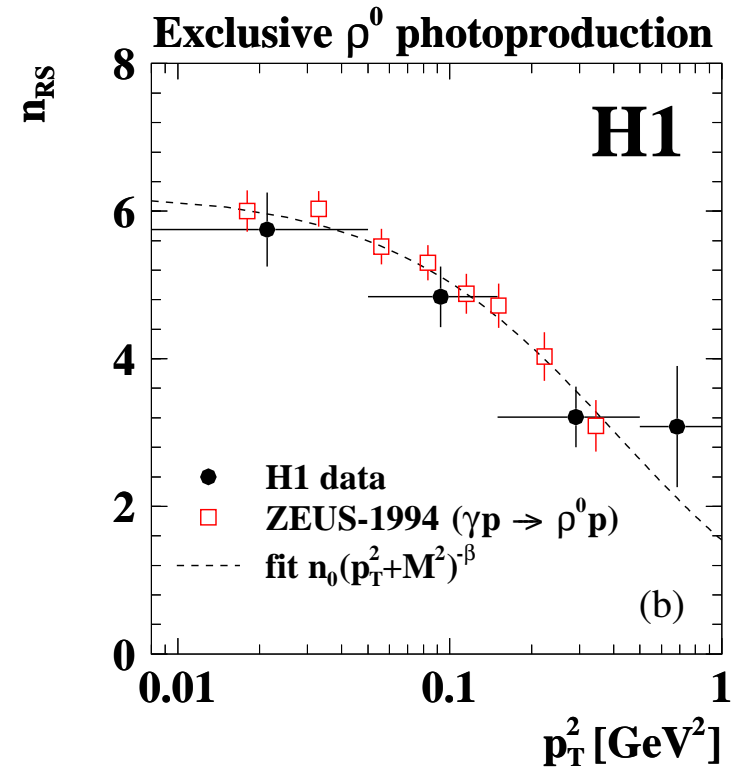 Exclusive ρ⁰ photoproduction
n_RS
8
H1
6
4
H1 data
2
ZEUS-1994 (γp → ρ⁰p)
fit n₀(p_T²+M²)^-β
(b)
0
0.01 0.1 1
p_T² [GeV²]